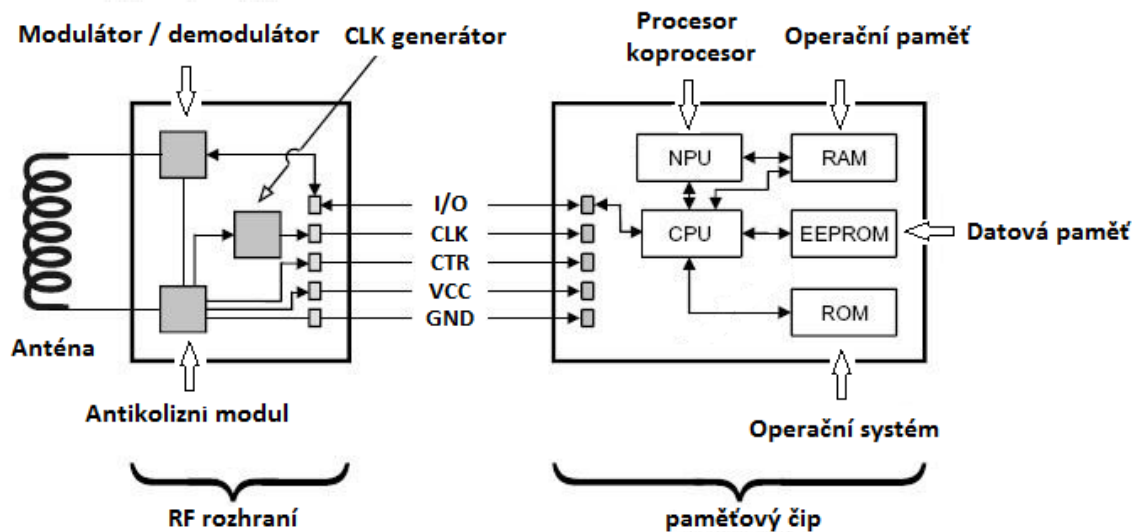 Modulátor / demodulátor
CLK generátor
Procesor
koprocesor
Operační paměť
NPU
RAM
I/O
CPU
EEPROM
Datová paměť
CLK
CTR
VCC
ROM
GND
Anténa
Antikolizní modul
Operační systém
RF rozhraní
paměťový čip